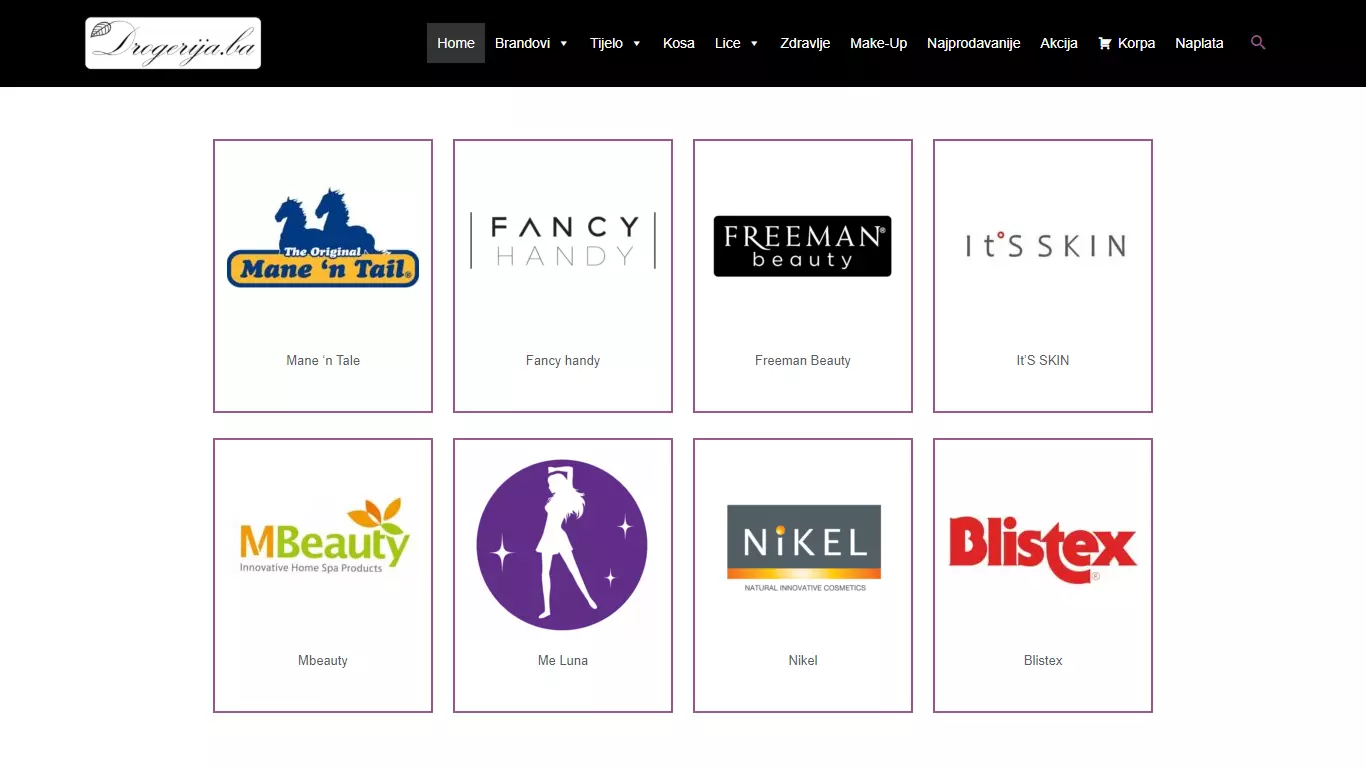 Drogerija.ba
Home Brandovi Tijelo Kosa Lice Zdravlje Make-Up Najprodavanije Akcija Korpa Naplata
The Original
Mane 'n Tail®
FANCY
HANDY
FREEMAN®
beauty
It'S SKIN
Mane ‘n Tale
Fancy handy
Freeman Beauty
It’S SKIN
MBeauty
Innovative Home Spa Products
NiKEL
NATURAL INNOVATIVE COSMETICS
Blistex®
Mbeauty
Me Luna
Nikel
Blistex